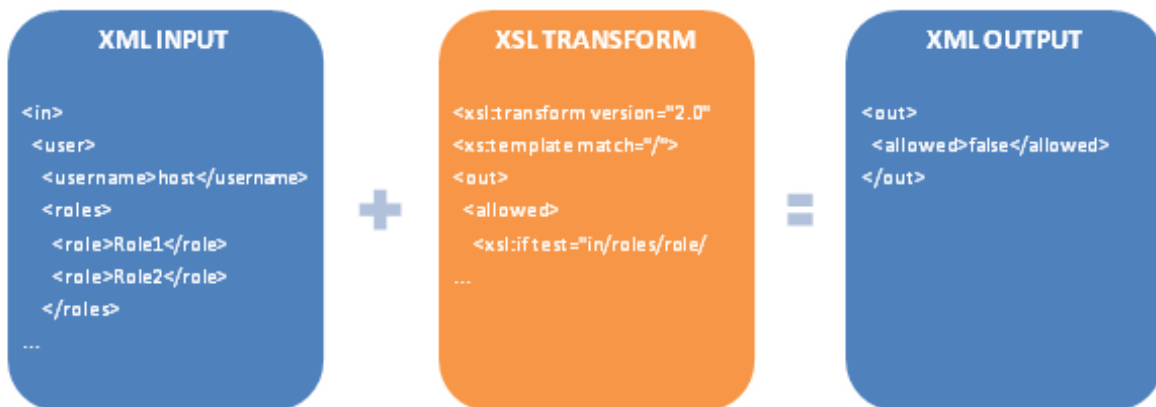 XML INPUT
<in>
<user>
<username>host</username>
<roles>
<role>Role1</role>
<role>Role2</role>
</roles>
...
XSL TRANSFORM
<xsl:transform version="2.0"
<xs:template match="/">
<out>
<allowed>
<xsl:if test="in/roles/role/
...
XML OUTPUT
<out>
<allowed>false</allowed>
</out>